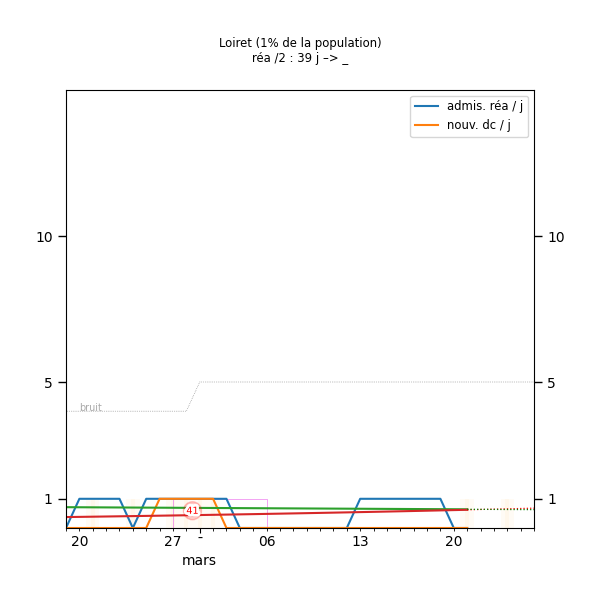 Loiret (1% de la population)
réa /2 : 39 j –> _
admis. réa / j
nouv. dc / j
10
10
5
5
bruit
1
1
41
20
27
-
06
13
20
mars